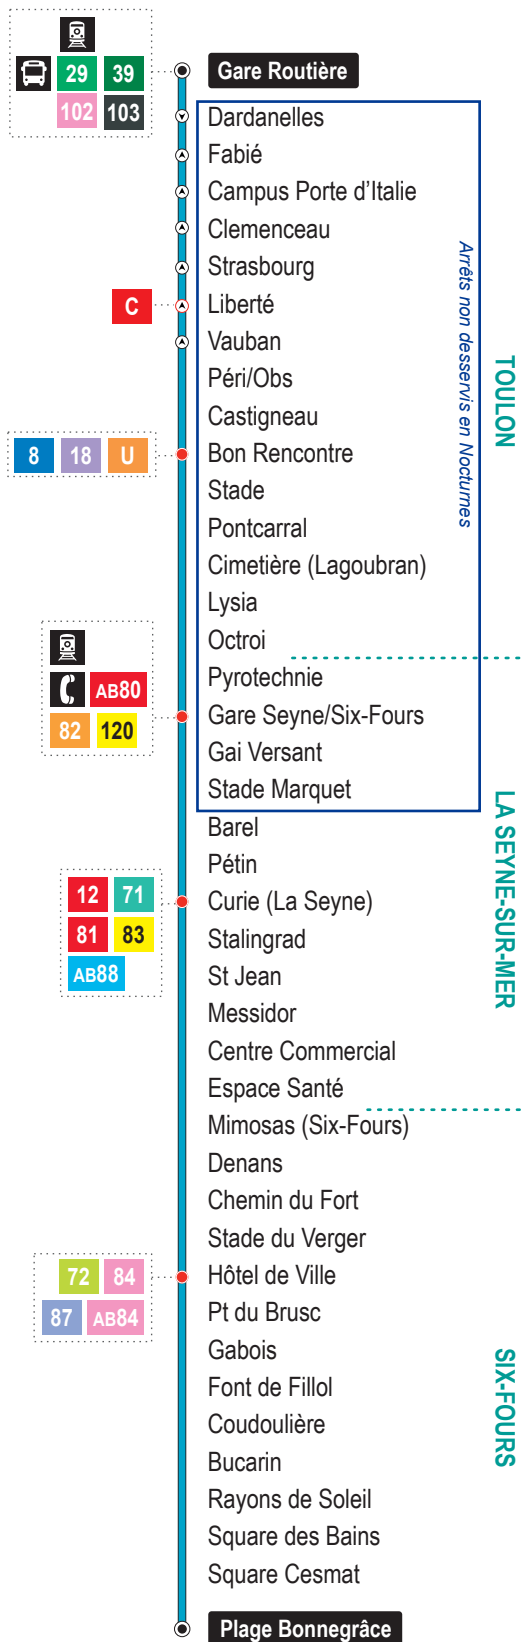 Gare Routière
29 39
102 103
Dardanelles
Fabié
Campus Porte d'Italie
Clemenceau
Strasbourg
C
Liberté
Vauban
Péri/Obs
Castigneau
8 18 U
Bon Rencontre
Stade
Pontcarral
Cimetière (Lagoubran)
Lysia
Octroi
Arrêts non desservis en Nocturnes
TOULON
Pyrotechnie
AB80
82 120
Gare Seyne/Six-Fours
Gai Versant
Stade Marquet
Barel
Pétin
12 71
81 83
AB88
Curie (La Seyne)
Stalingrad
St Jean
Messidor
Centre Commercial
Espace Santé
LA SEYNE-SUR-MER
Mimosas (Six-Fours)
Denans
Chemin du Fort
Stade du Verger
72 84
87 AB84
Hôtel de Ville
Pt du Brusc
Gabois
Font de Fillol
Coudoulière
Bucarin
Rayons de Soleil
Square des Bains
Square Cesmat
SIX-FOURS
Plage Bonnegrâce